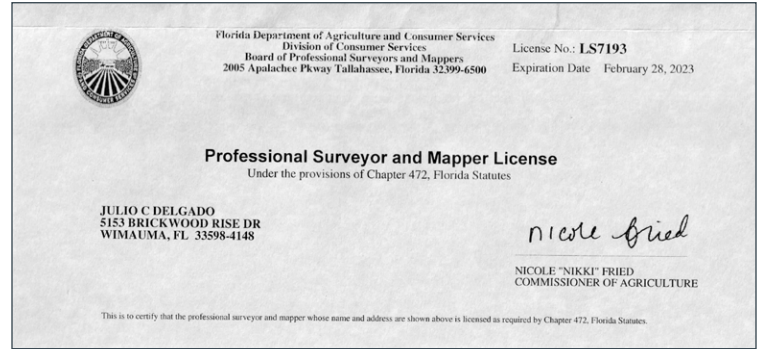 Florida Department of Agriculture and Consumer Services
Division of Consumer Services
Board of Professional Surveyors and Mappers
2005 Apalachee Pkway Tallahassee, Florida 32399-6500
License No.: LS7193
Expiration Date February 28, 2023
Professional Surveyor and Mapper License
Under the provisions of Chapter 472, Florida Statutes
JULIO C DELGADO
5153 BRICKWOOD RISE DR
WIMAUMA, FL 33598-4148
nicole fried
NICOLE "NIKKI" FRIED
COMMISSIONER OF AGRICULTURE
This is to certify that the professional surveyor and mapper whose name and address are shown above is licensed as required by Chapter 472, Florida Statutes.